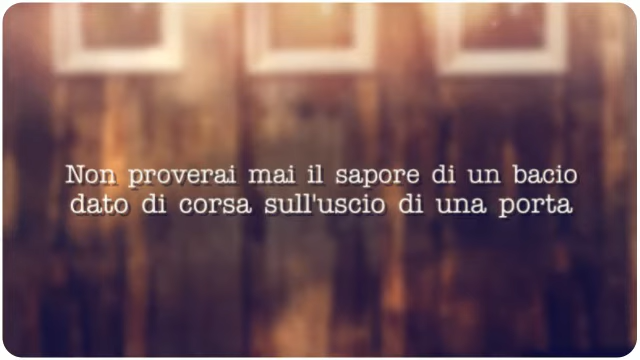 Non proverai mai il sapore di un bacio
dato di corsa sull'uscio di una porta